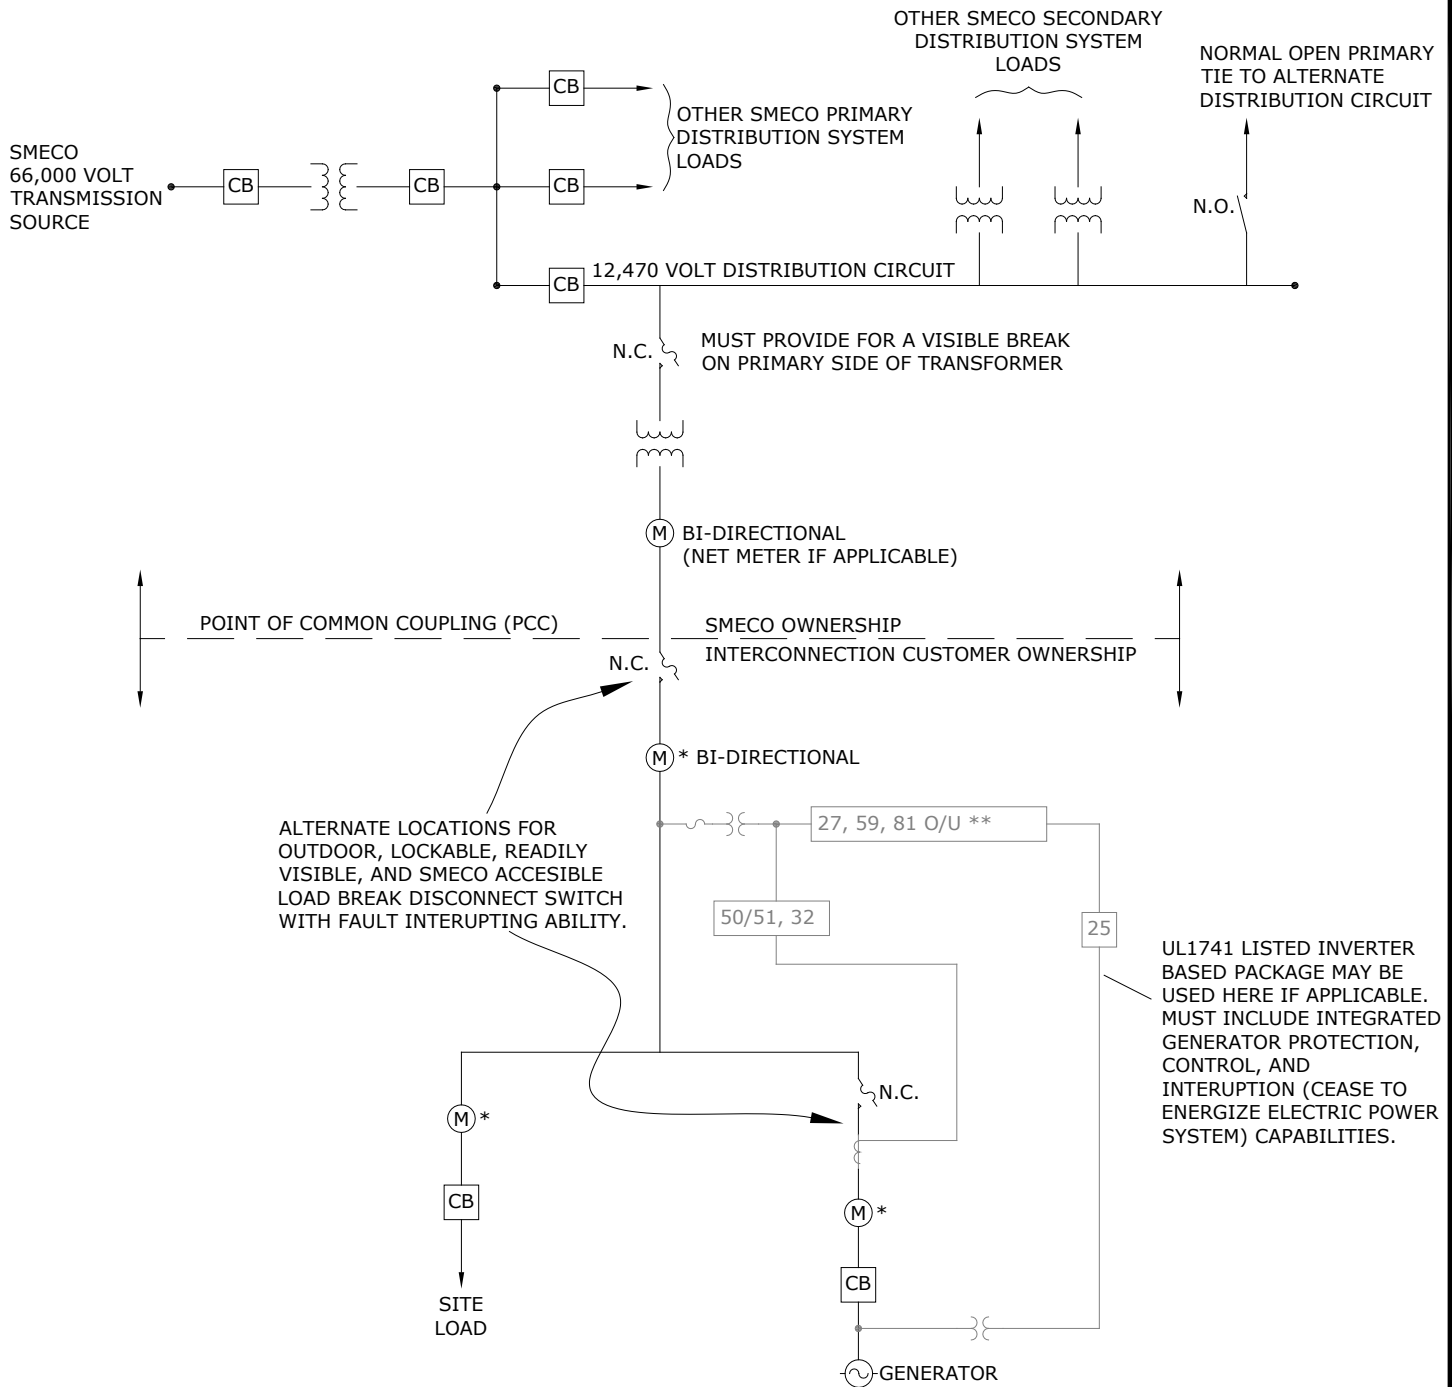 OTHER SMECO SECONDARY
DISTRIBUTION SYSTEM
LOADS
NORMAL OPEN PRIMARY
TIE TO ALTERNATE
DISTRIBUTION CIRCUIT
CB
OTHER SMECO PRIMARY
DISTRIBUTION SYSTEM
LOADS
SMECO
66,000 VOLT
TRANSMISSION
SOURCE
CB
CB
CB
N.O.
CB
12,470 VOLT DISTRIBUTION CIRCUIT
N.C.
MUST PROVIDE FOR A VISIBLE BREAK
ON PRIMARY SIDE OF TRANSFORMER
M
BI-DIRECTIONAL
(NET METER IF APPLICABLE)
POINT OF COMMON COUPLING (PCC)
SMECO OWNERSHIP
INTERCONNECTION CUSTOMER OWNERSHIP
N.C.
M * BI-DIRECTIONAL
ALTERNATE LOCATIONS FOR
OUTDOOR, LOCKABLE, READILY
VISIBLE, AND SMECO ACCESIBLE
LOAD BREAK DISCONNECT SWITCH
WITH FAULT INTERUPTING ABILITY.
27, 59, 81 O/U **
50/51, 32
25
UL1741 LISTED INVERTER
BASED PACKAGE MAY BE
USED HERE IF APPLICABLE.
MUST INCLUDE INTEGRATED
GENERATOR PROTECTION,
CONTROL, AND
INTERUPTION (CEASE TO
ENERGIZE ELECTRIC POWER
SYSTEM) CAPABILITIES.
N.C.
M *
CB
SITE
LOAD
M *
CB
GENERATOR